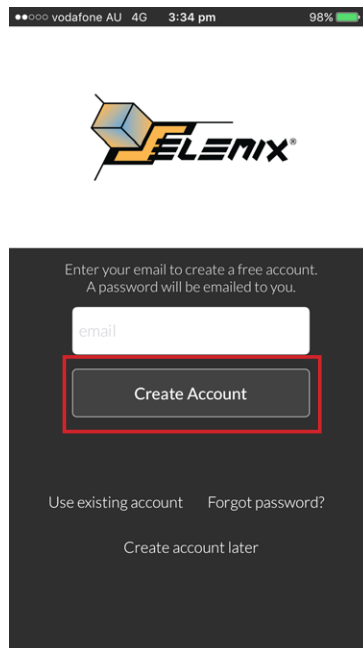 vodafone AU 4G 3:34 pm 98%
SELEMIX®
Enter your email to create a free account.
A password will be emailed to you.
email
Create Account
Use existing account Forgot password?
Create account later